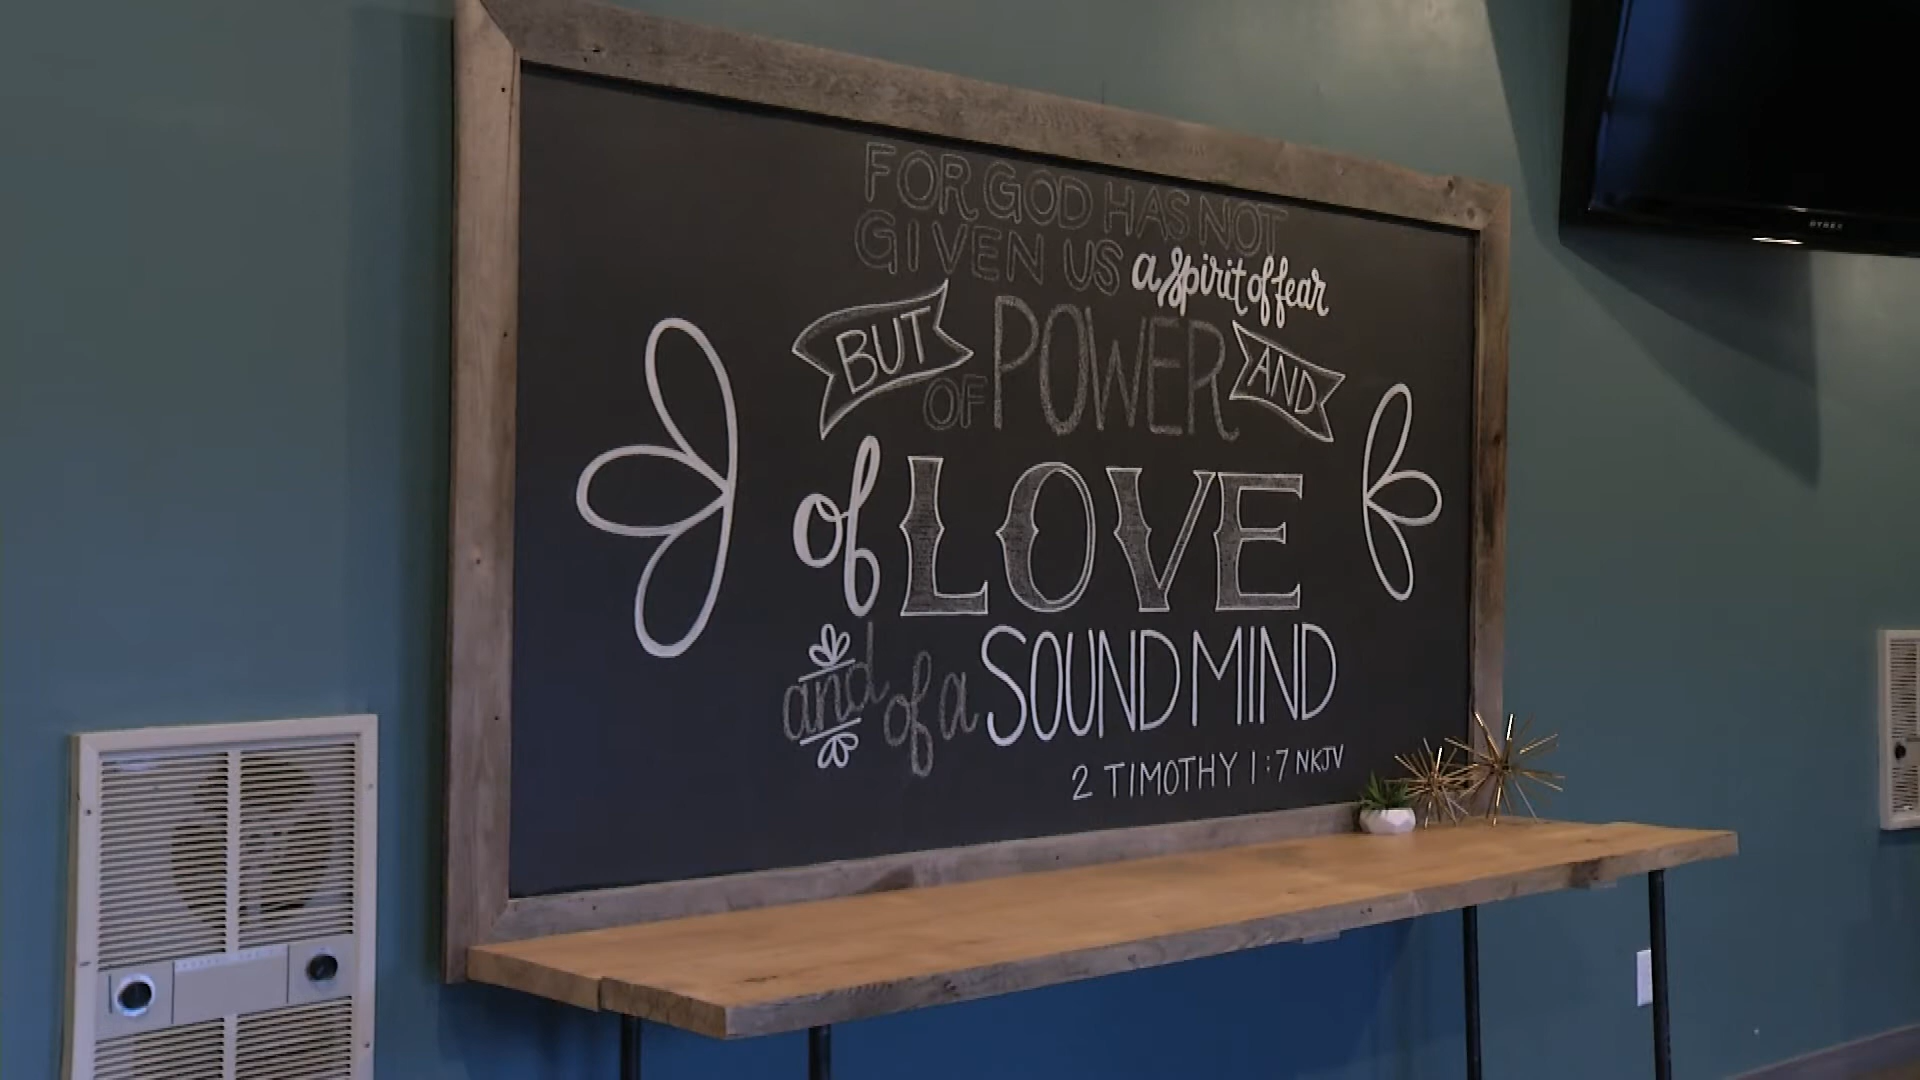 FOR GOD HAS NOT
GIVEN US a spirit of fear
BUT OF POWER AND
of LOVE
and of a SOUND MIND
2 TIMOTHY 1:7 NKJV
DYNEX